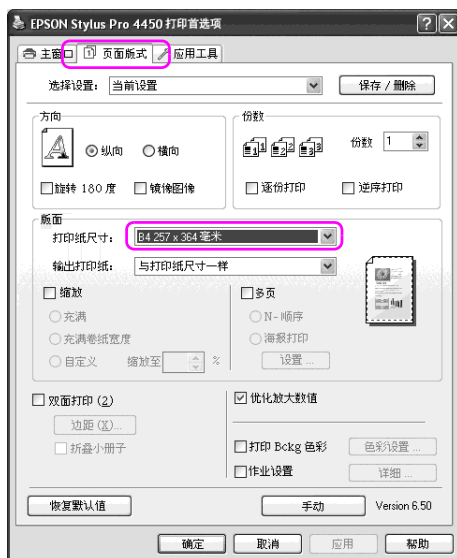 EPSON Stylus Pro 4450 打印首选项
主窗口 页面版式 应用工具
选择设置： 当前设置 保存 / 删除
方向 份数
纵向 横向 份数 1
旋转 180 度 镜像图像 逐份打印 逆序打印
版面
打印纸尺寸： B4 257 x 364 毫米
输出打印纸： 与打印纸尺寸一样
缩放 多页
充满 N- 顺序
充满卷纸宽度 海报打印
自定义 缩放至 % 设置 ...
双面打印 (2) 优化放大数值
边距 (X)...
折叠小册子 打印 Bckg 色彩 色彩设置 ...
作业设置 详细 ...
恢复默认值 手动 Version 6.50
确定 取消 应用 帮助